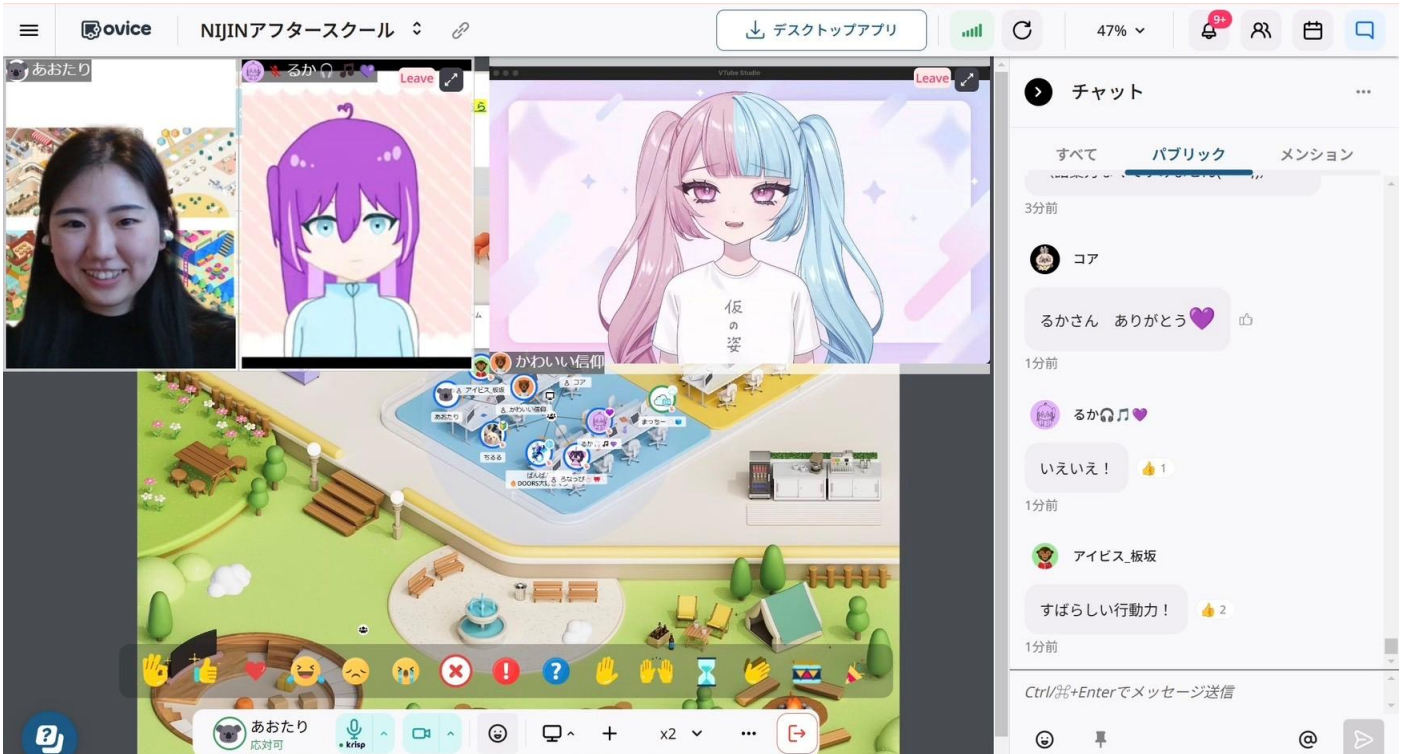 ovice
NIJINアフタースクール
デスクトップアプリ
47%
9+
あおたり
るか🎧🎵💜
Leave
VTube Studio
Leave
仮
の
姿
かわいい信仰
アイビス_板坂
コア
あおたり
かわいい信仰
まっちー
るか🎧🎵💜
ちるる
チャット
すべて
パブリック
メンション
3分前
コア
るかさん　ありがとう💜
1分前
るか🎧🎵💜
いえいえ！
👍 1
1分前
アイビス_板坂
すばらしい行動力！
👍 2
1分前
Ctrl/⌘+Enterでメッセージ送信
@
あおたり
応対可
krisp
x2